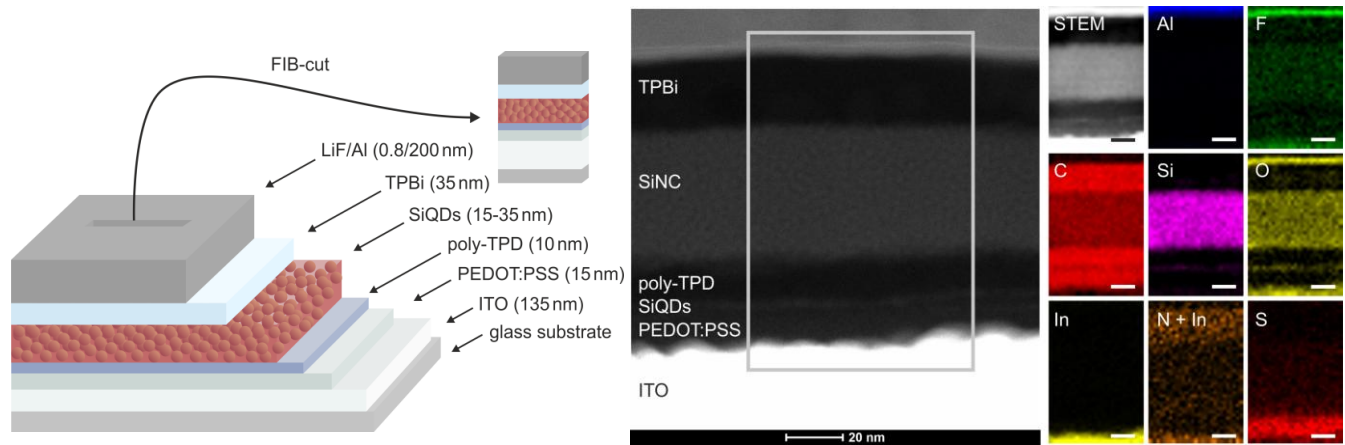 FIB-cut
LiF/Al (0.8/200 nm)
TPBi (35 nm)
SiQDs (15-35 nm)
poly-TPD (10 nm)
PEDOT:PSS (15 nm)
ITO (135 nm)
glass substrate
TPBi
SiNC
poly-TPD
SiQDs
PEDOT:PSS
ITO
20 nm
STEM
Al
F
C
Si
O
In
N + In
S